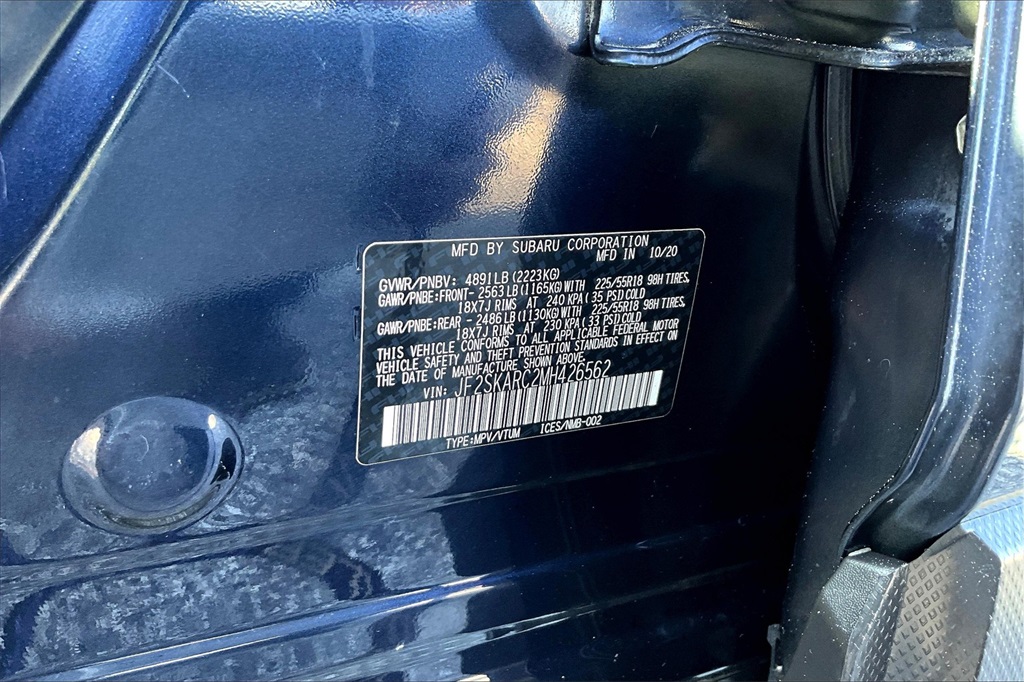 MFD BY SUBARU CORPORATION
MFD IN 10/20
GVWR/PNBV: 4891LB (2223KG)
GAWR/PNBE:FRONT- 2563LB(1165KG)WITH 225/55R18 98H TIRES,
18X7J RIMS AT 240 KPA(35 PSI)COLD
GAWR/PNBE:REAR - 2486LB(1130KG)WITH 225/55R18 98H TIRES,
18X7J RIMS AT 230 KPA(33 PSI)COLD
THIS VEHICLE CONFORMS TO ALL APPLICABLE FEDERAL MOTOR
VEHICLE SAFETY AND THEFT PREVENTION STANDARDS IN EFFECT ON
THE DATE OF MANUFACTURE SHOWN ABOVE.
VIN: JF2SKARC2MH426562
TYPE:MPV/VTUM ICES/NMB-002